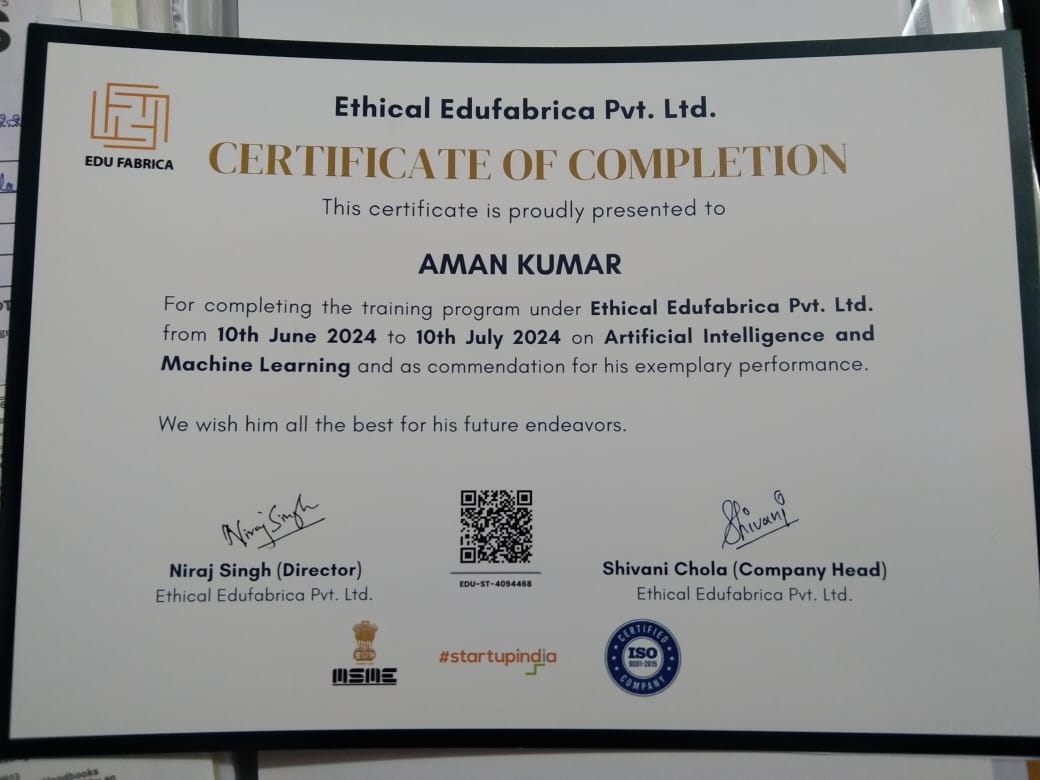 Ethical Edufabrica Pvt. Ltd.
EDU FABRICA
CERTIFICATE OF COMPLETION
This certificate is proudly presented to
AMAN KUMAR
For completing the training program under Ethical Edufabrica Pvt. Ltd.
from 10th June 2024 to 10th July 2024 on Artificial Intelligence and
Machine Learning and as commendation for his exemplary performance.
We wish him all the best for his future endeavors.
Niraj Singh
Shivani
EDU-ST-4094468
Niraj Singh (Director)
Ethical Edufabrica Pvt. Ltd.
Shivani Chola (Company Head)
Ethical Edufabrica Pvt. Ltd.
MSME
#startupindia
CERTIFIED
ISO
9001-2015
COMPANY